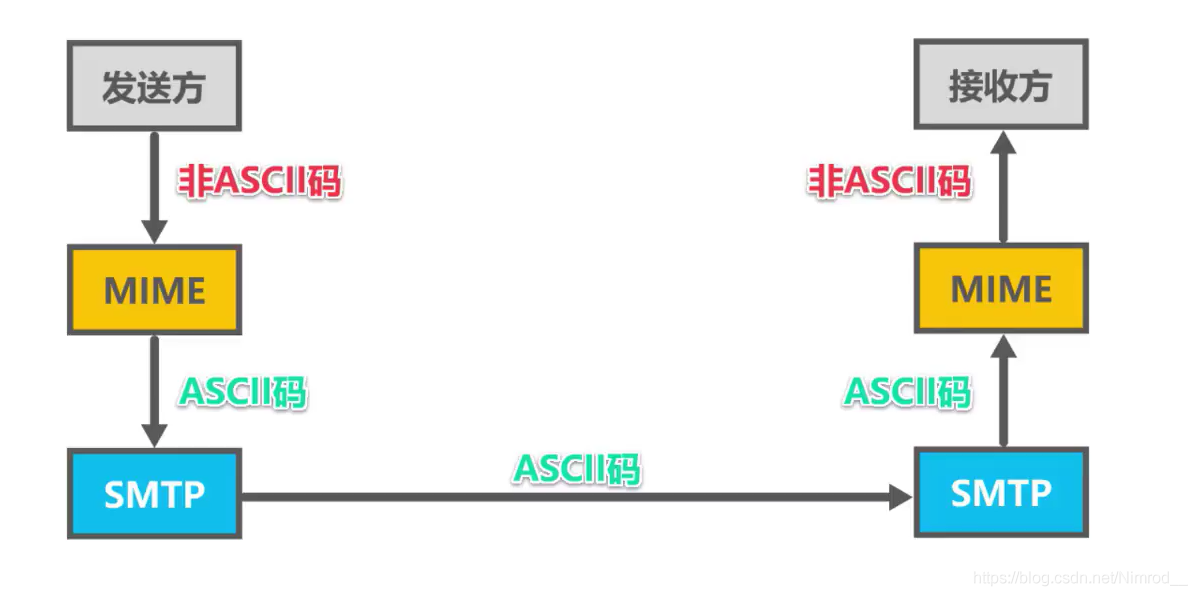 发送方
接收方
非ASCII码
非ASCII码
MIME
MIME
ASCII码
ASCII码
ASCII码
SMTP
SMTP
https://blog.csdn.net/Nimrod__